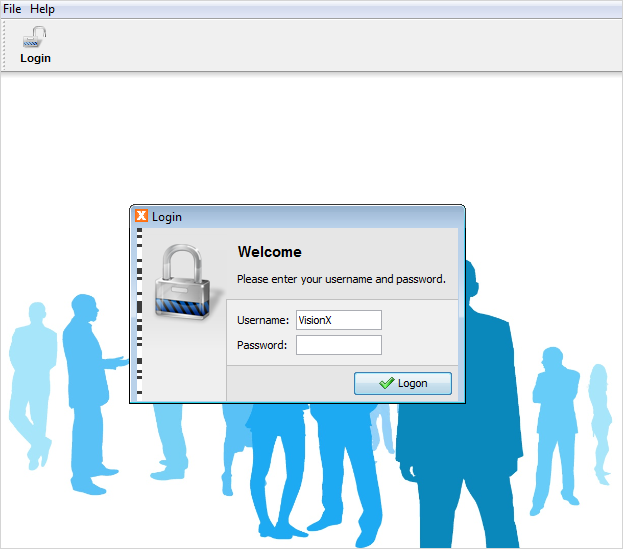 File Help
Login
X Login
Welcome
Please enter your username and password.
Username: VisionX
Password:
Logon